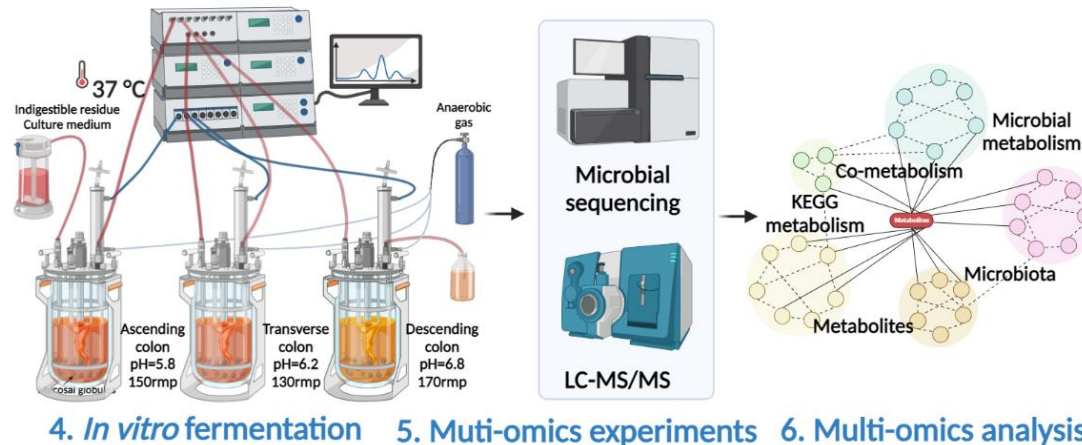 37 °C
Indigestible residue
Culture medium
Anaerobic
gas
Ascending
colon
pH=5.8
150rmp
Transverse
colon
pH=6.2
130rmp
Descending
colon
pH=6.8
170rmp
4. In vitro fermentation
Microbial
sequencing
LC-MS/MS
5. Muti-omics experiments
Microbial
metabolism
Co-metabolism
KEGG
metabolism
Metabolites
Microbiota
Metabolites
6. Multi-omics analysis